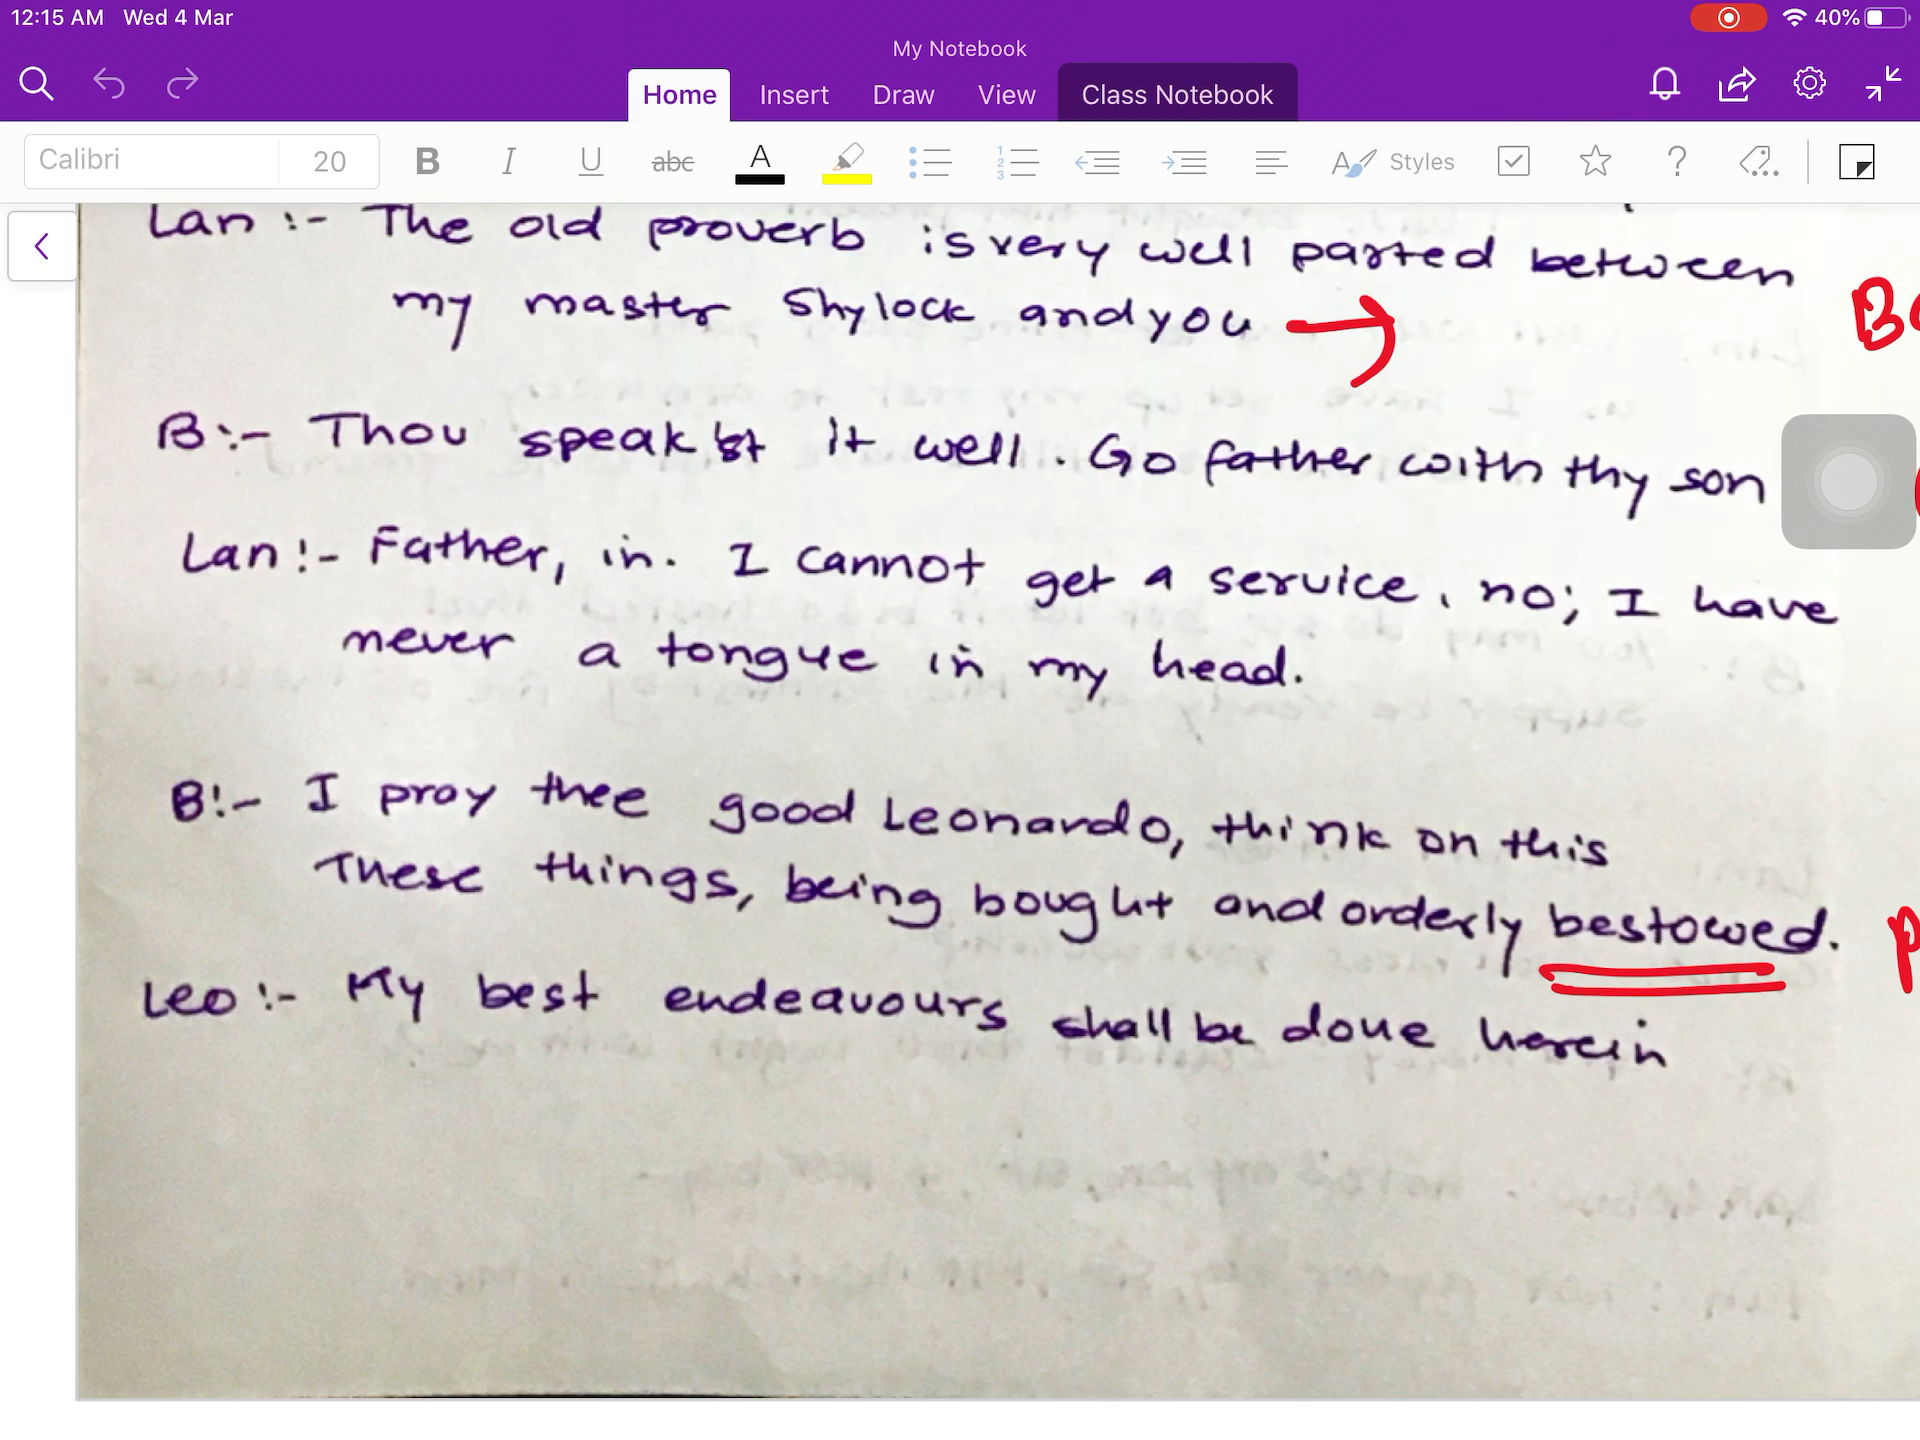 12:15 AM Wed 4 Mar
40%
My Notebook
Home Insert Draw View Class Notebook
Calibri 20 B I U abc A Styles
Lan :- The old proverb is very well parted between
my master Shylock and you
B:- Thou speak'st it well. Go father with thy son
Lan :- Father, in. I cannot get a service, no; I have
never a tongue in my head.
B:- I pray thee good Leonardo, think on this
These things, being bought and orderly bestowed.
Leo :- My best endeavours shall be done herein